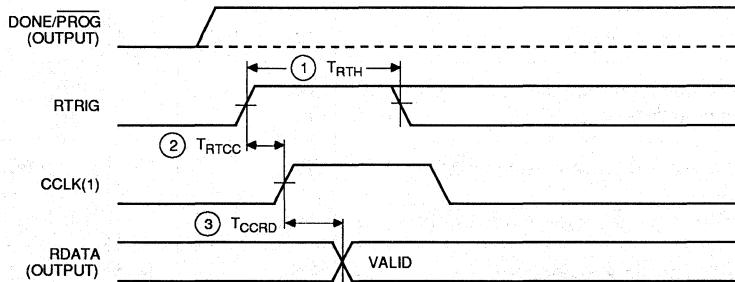 DONE/PROG
(OUTPUT)
1 TRTH
RTRIG
2 TRTCC
CCLK(1)
3 TCCRD
RDATA
(OUTPUT)
VALID